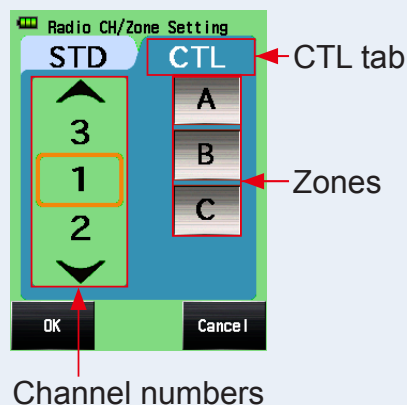 Radio CH/Zone Setting
STD
CTL
CTL tab
A
3
B
Zones
1
C
2
OK
Cancel
Channel numbers